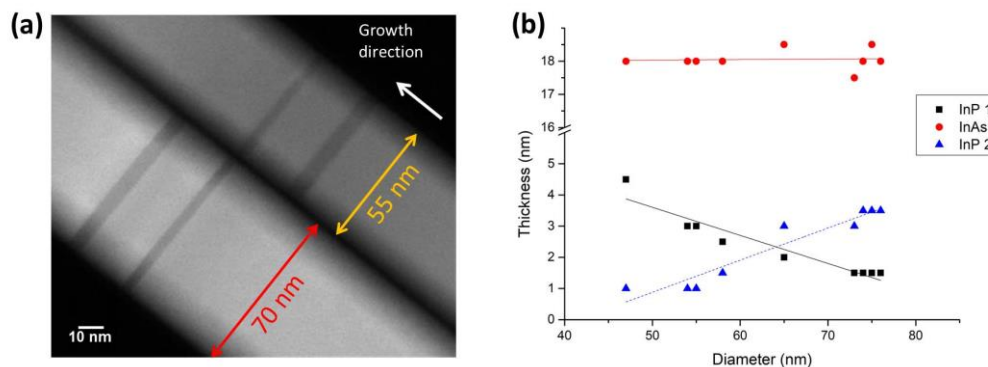 (a)
Growth
direction
55 nm
70 nm
10 nm
(b)
18
17
16
5
4
3
2
1
0
Thickness (nm)
40
50
60
70
80
Diameter (nm)
InP 1
InAs
InP 2